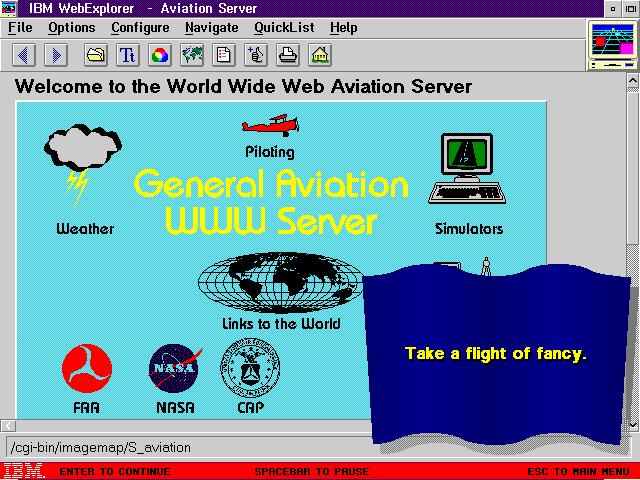 IBM WebExplorer - Aviation Server
File Options Configure Navigate QuickList Help
Tt
Welcome to the World Wide Web Aviation Server
Piloting
General Aviation
WWW Server
Weather
Simulators
Links to the World
Take a flight of fancy.
NASA
FAA
NASA
CAP
/cgi-bin/imagemap/S_aviation
IBM. ENTER TO CONTINUE SPACEBAR TO PAUSE ESC TO MAIN MENU